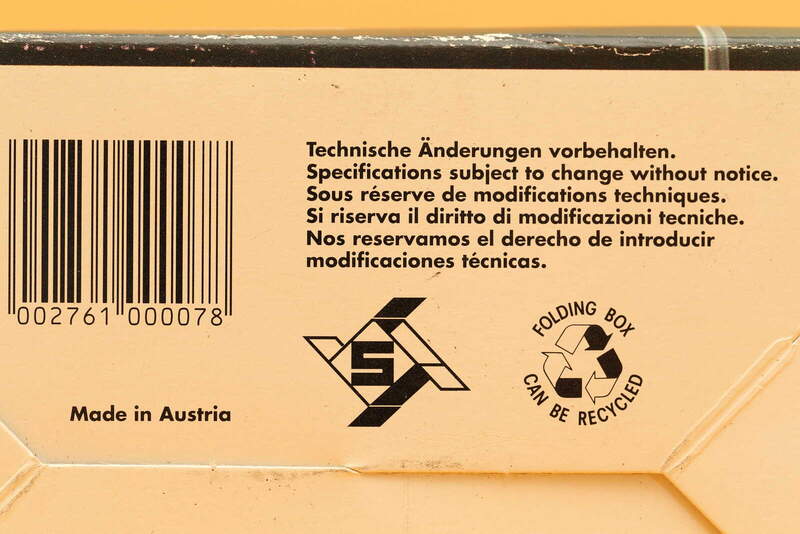 Technische Änderungen vorbehalten.
Specifications subject to change without notice.
Sous réserve de modifications techniques.
Si riserva il diritto di modificazioni tecniche.
Nos reservamos el derecho de introducir
modificaciones técnicas.
002761 000078
S
FOLDING BOX
CAN BE RECYCLED
Made in Austria